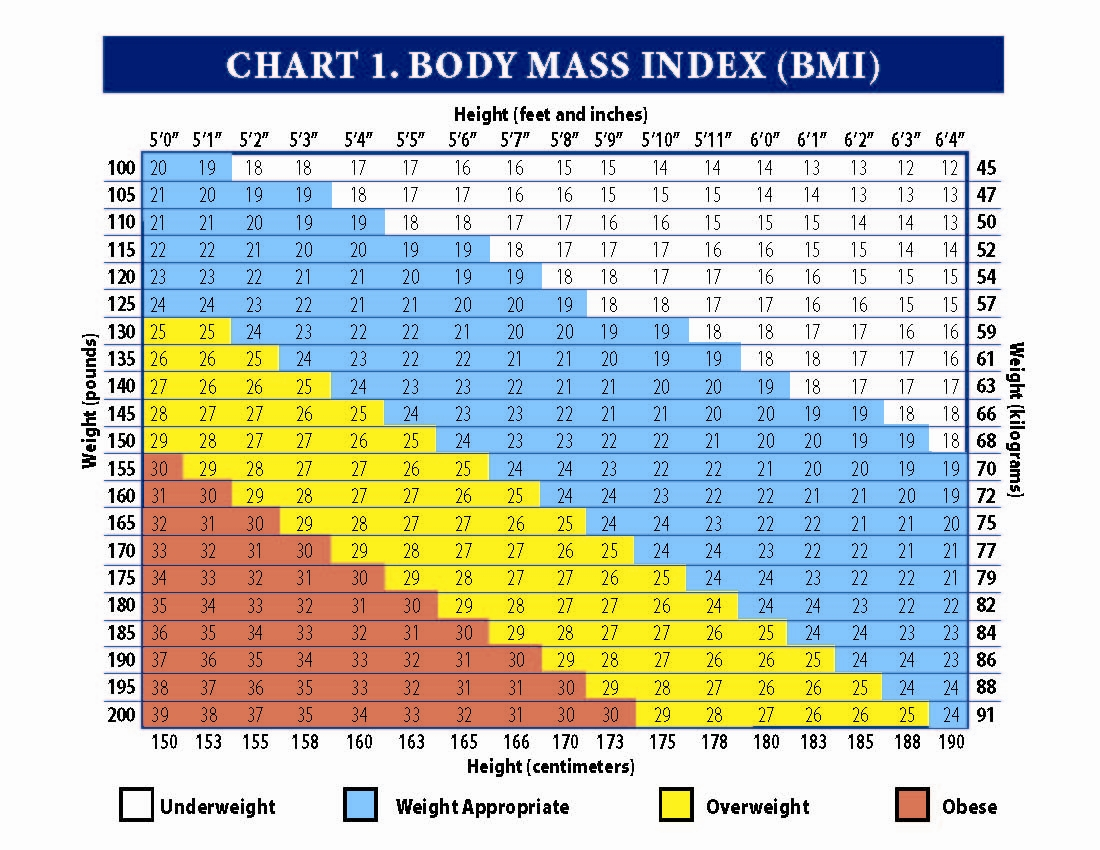 CHART 1. BODY MASS INDEX (BMI)
Height (feet and inches)
5’0” 5’1” 5’2” 5’3” 5’4” 5’5” 5’6” 5’7” 5’8” 5’9” 5’10” 5’11” 6’0” 6’1” 6’2” 6’3” 6’4”
100 20 19 18 18 17 17 16 16 15 15 14 14 14 13 13 12 12 45
105 21 20 19 19 18 17 17 16 16 15 15 15 14 14 13 13 13 47
110 21 21 20 19 19 18 18 17 17 16 16 15 15 15 14 14 13 50
115 22 22 21 20 20 19 19 18 17 17 17 16 16 15 15 14 14 52
120 23 23 22 21 21 20 19 19 18 18 17 17 16 16 15 15 15 54
125 24 24 23 22 21 21 20 20 19 18 18 17 17 16 16 15 15 57
130 25 25 24 23 22 22 21 20 20 19 19 18 18 17 17 16 16 59
135 26 26 25 24 23 22 22 21 21 20 19 19 18 18 17 17 16 61
140 27 26 26 25 24 23 23 22 21 21 20 20 19 18 17 17 17 63
145 28 27 27 26 25 24 23 23 22 21 21 20 20 19 19 18 18 66
150 29 28 27 27 26 25 24 23 23 22 22 21 20 20 19 19 18 68
155 30 29 28 27 27 26 25 24 24 23 22 22 21 20 20 19 19 70
160 31 30 29 28 27 27 26 25 24 24 23 22 22 21 21 20 19 72
165 32 31 30 29 28 27 27 26 25 24 24 23 22 22 21 21 20 75
170 33 32 31 30 29 28 27 27 26 25 24 24 23 22 22 21 21 77
175 34 33 32 31 30 29 28 27 27 26 25 24 24 23 22 22 21 79
180 35 34 33 32 31 30 29 28 27 27 26 24 24 24 23 22 22 82
185 36 35 34 33 32 31 30 29 28 27 27 26 25 24 24 23 23 84
190 37 36 35 34 33 32 31 30 29 28 27 26 26 25 24 24 23 86
195 38 37 36 35 33 32 31 31 30 29 28 27 26 26 25 24 24 88
200 39 38 37 35 34 33 32 31 30 30 29 28 27 26 26 25 24 91
Weight (pounds)
Weight (kilograms)
150 153 155 158 160 163 165 166 170 173 175 178 180 183 185 188 190
Height (centimeters)
Underweight Weight Appropriate Overweight Obese